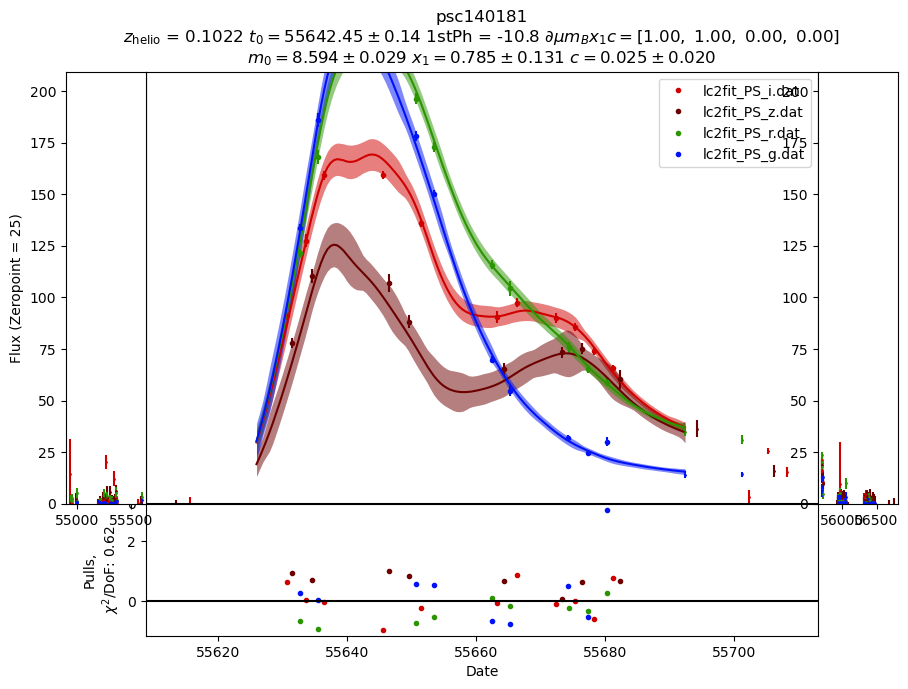 psc140181
z_helio = 0.1022 t_0 = 55642.45 ± 0.14 1stPh = -10.8 ∂μm_Bx_1c = [1.00, 1.00, 0.00, 0.00]
m_0 = 8.594 ± 0.029 x_1 = 0.785 ± 0.131 c = 0.025 ± 0.020
Flux (Zeropoint = 25)
200
175
150
125
100
75
50
25
0
lc2fit_PS_i.dat
lc2fit_PS_z.dat
lc2fit_PS_r.dat
lc2fit_PS_g.dat
200
175
150
125
100
75
50
25
0
55000
55500
56000
56500
Pulls,
χ²/DoF: 0.62
2
0
55620
55640
55660
55680
55700
Date